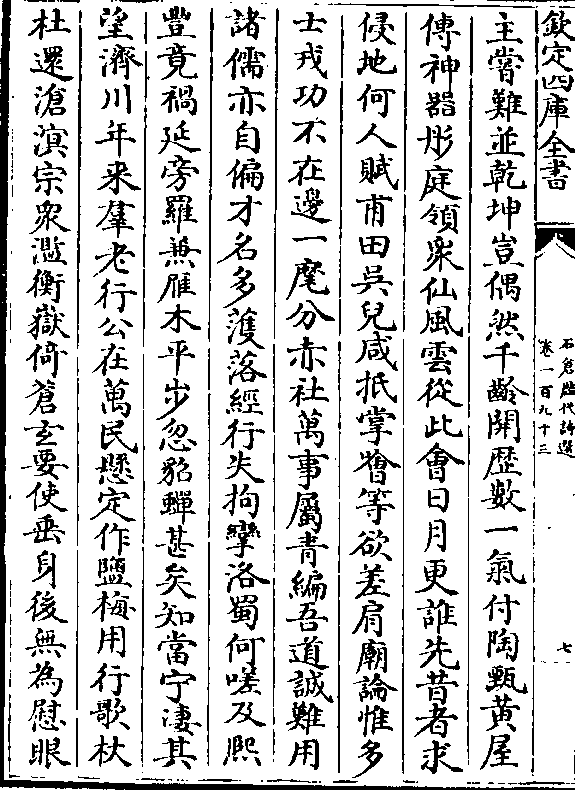 欽定四庫全書
石倉歷代詩選
卷一百九十三
七
主嘗難並乾坤豈偶然千齡開歴數一氣付陶甄黃屋
傳神器彤庭領衆仙風雲從此會日月更誰先昔者求
侵地何人賦甫田吳兒咸扺掌噲等欲差肩廟論惟多
士戎功不在邊一麾分赤社萬事屬青編吾道誠難用
諸儒亦自偏才名多濩落經行失拘攣洛蜀何嗟及熈
豐竟禍延旁羅兼雁木平步忽貂蟬甚矣知當宁淒其
望濟川年來羣老行公在萬民懸定作鹽梅用行歌杖
杜還滄溟宗衆濫衡嶽倚蒼玄要使垂身後無為慰眼